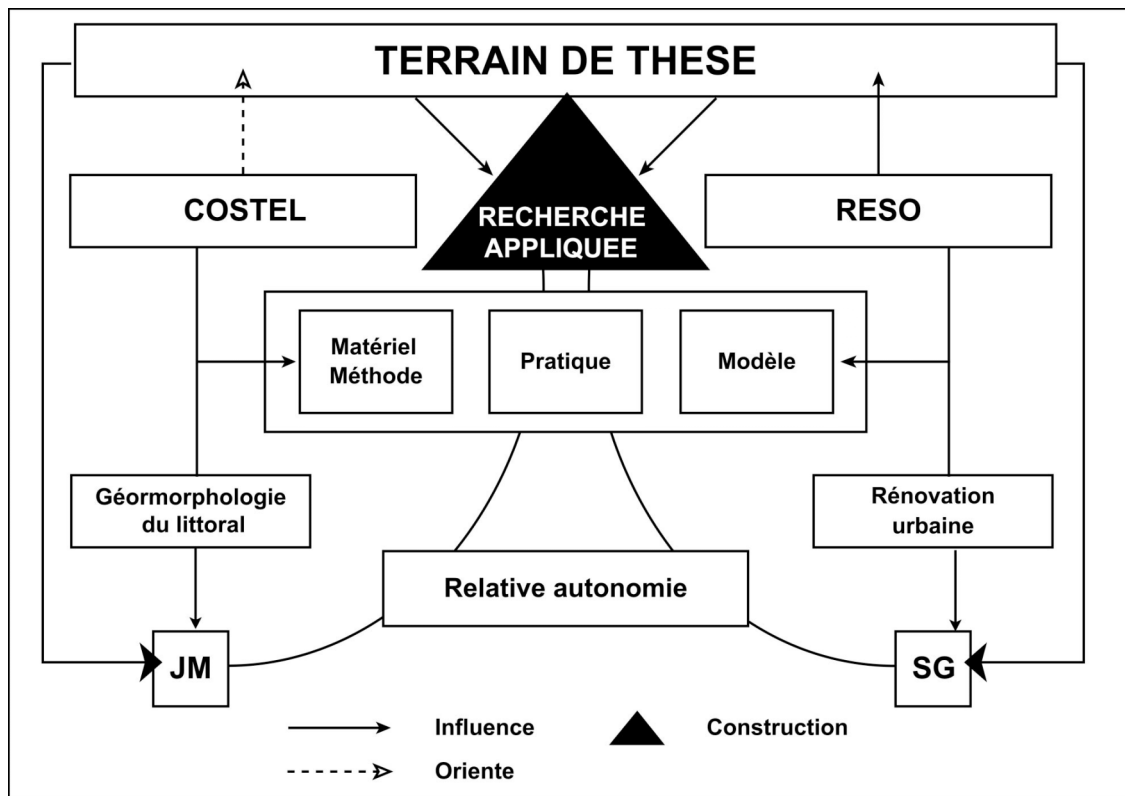 TERRAIN DE THESE
COSTEL
RECHERCHE
APPLIQUEE
RESO
Matériel
Méthode
Pratique
Modèle
Géormorphologie
du littoral
Rénovation
urbaine
Relative autonomie
JM
SG
Influence
Construction
Oriente